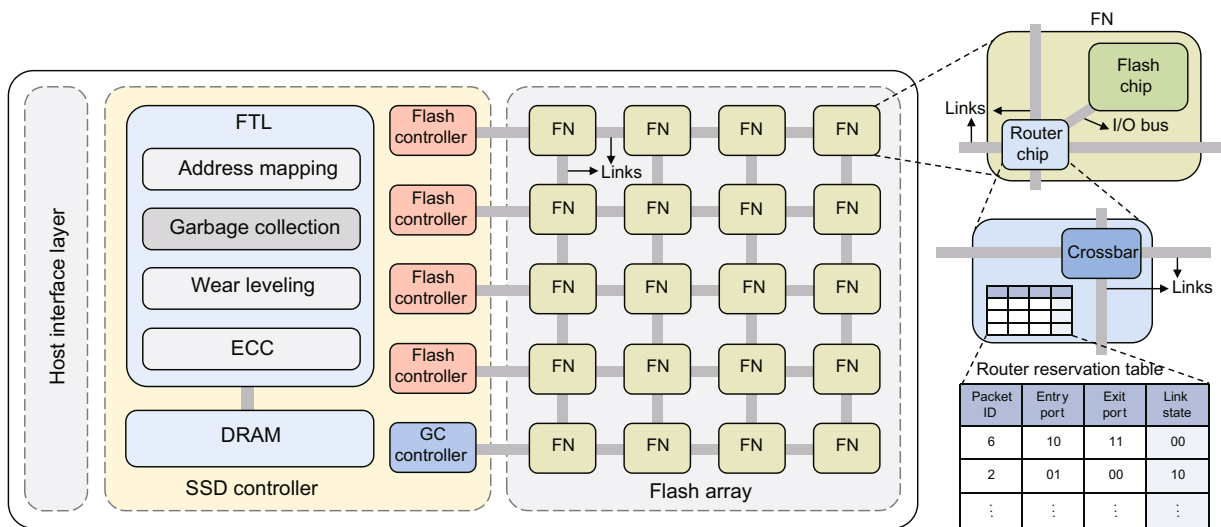 Host interface layer
FTL
Address mapping
Garbage collection
Wear leveling
ECC
DRAM
SSD controller
Flash
controller
Flash
controller
Flash
controller
Flash
controller
GC
controller
FN FN FN FN
Links
FN FN FN FN
FN FN FN FN
FN FN FN FN
FN FN FN FN
Flash array
FN
Flash
chip
Links
I/O bus
Router
chip
Crossbar
Links
Router reservation table
Packet ID Entry port Exit port Link state
6 10 11 00
2 01 00 10
⋮ ⋮ ⋮ ⋮